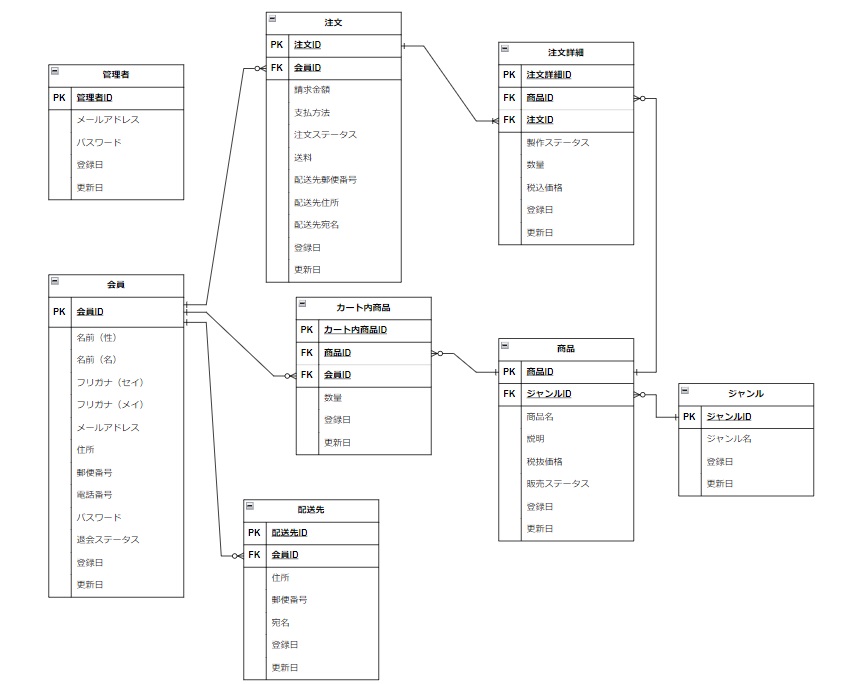 管理者
PK 管理者ID
メールアドレス
パスワード
登録日
更新日
注文
PK 注文ID
FK 会員ID
請求金額
支払方法
注文ステータス
送料
配送先郵便番号
配送先住所
配送先宛名
登録日
更新日
注文詳細
PK 注文詳細ID
FK 商品ID
FK 注文ID
製作ステータス
数量
税込価格
登録日
更新日
会員
PK 会員ID
名前（性）
名前（名）
フリガナ（セイ）
フリガナ（メイ）
メールアドレス
住所
郵便番号
電話番号
パスワード
退会ステータス
登録日
更新日
カート内商品
PK カート内商品ID
FK 商品ID
FK 会員ID
数量
登録日
更新日
商品
PK 商品ID
FK ジャンルID
商品名
説明
税抜価格
販売ステータス
登録日
更新日
ジャンル
PK ジャンルID
ジャンル名
登録日
更新日
配送先
PK 配送先ID
FK 会員ID
住所
郵便番号
宛名
登録日
更新日